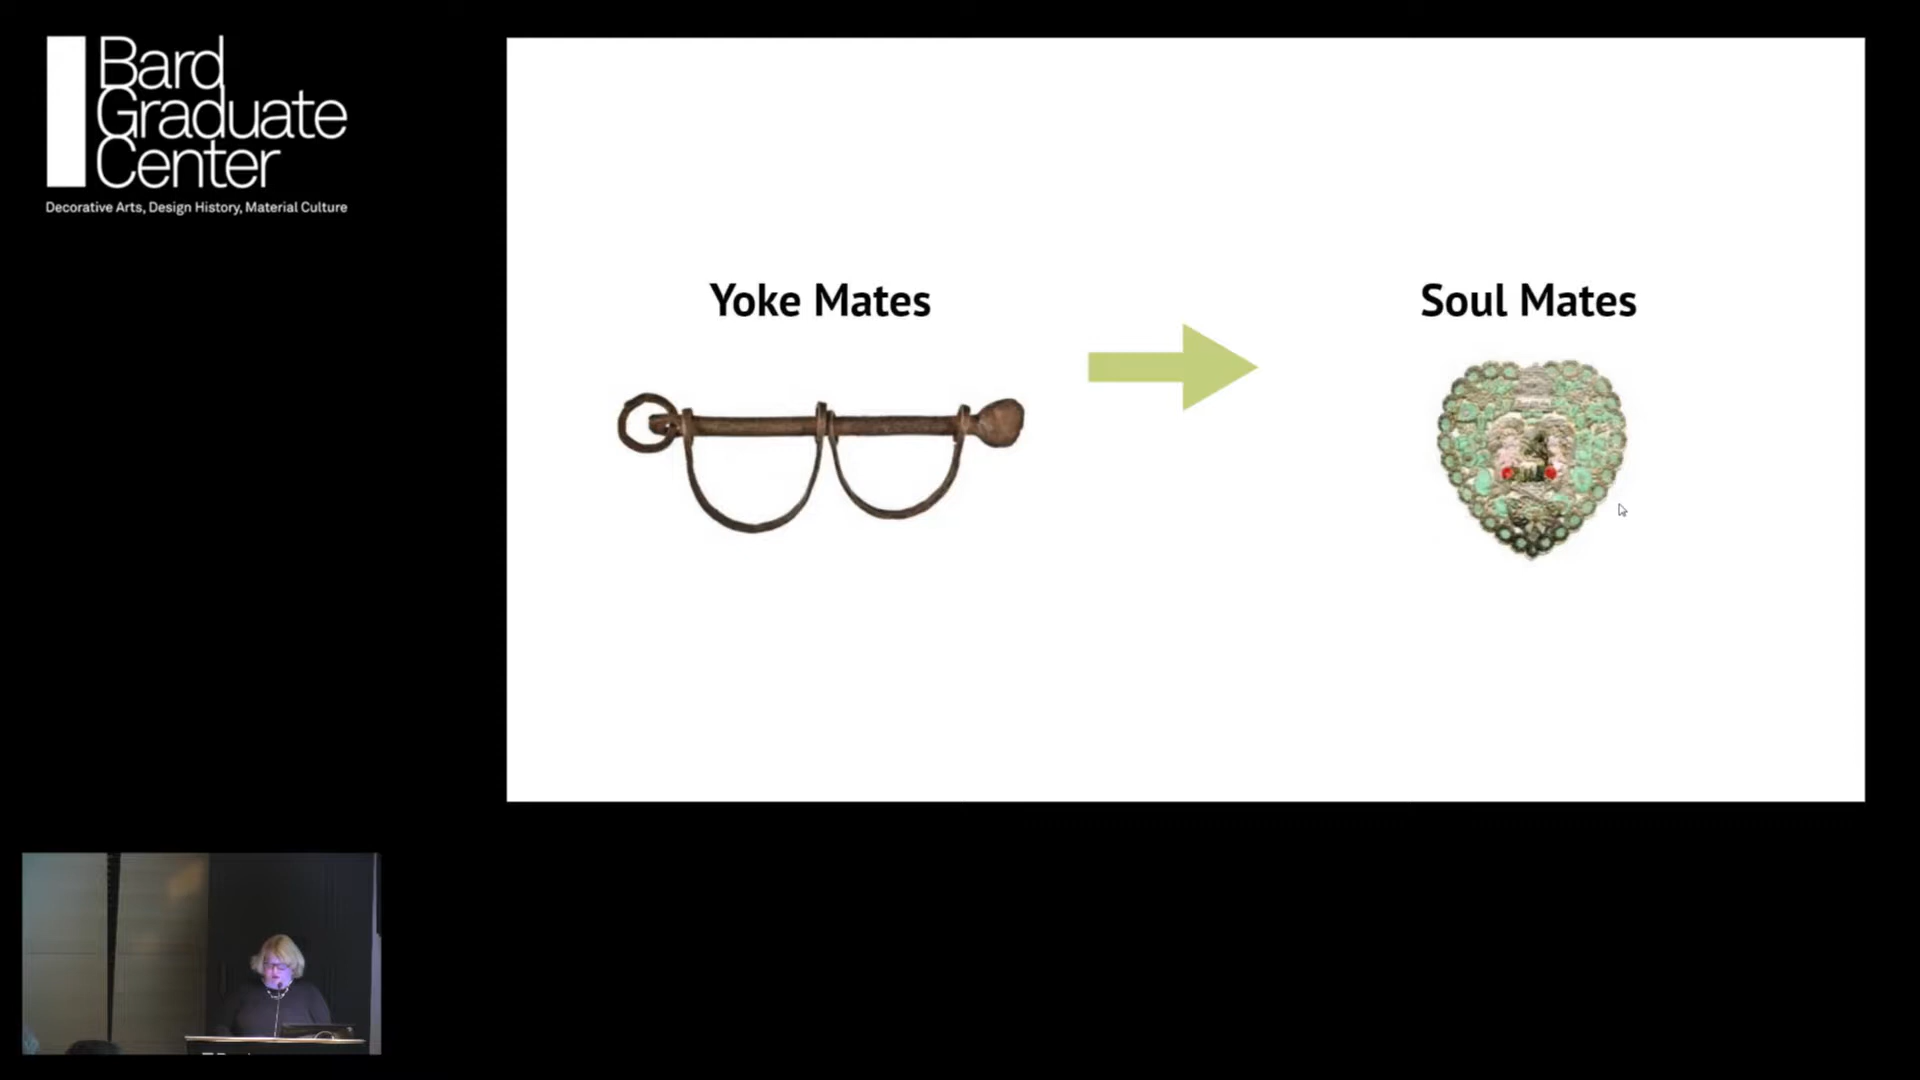 Bard
Graduate
Center
Decorative Arts, Design History, Material Culture
Yoke Mates
Soul Mates